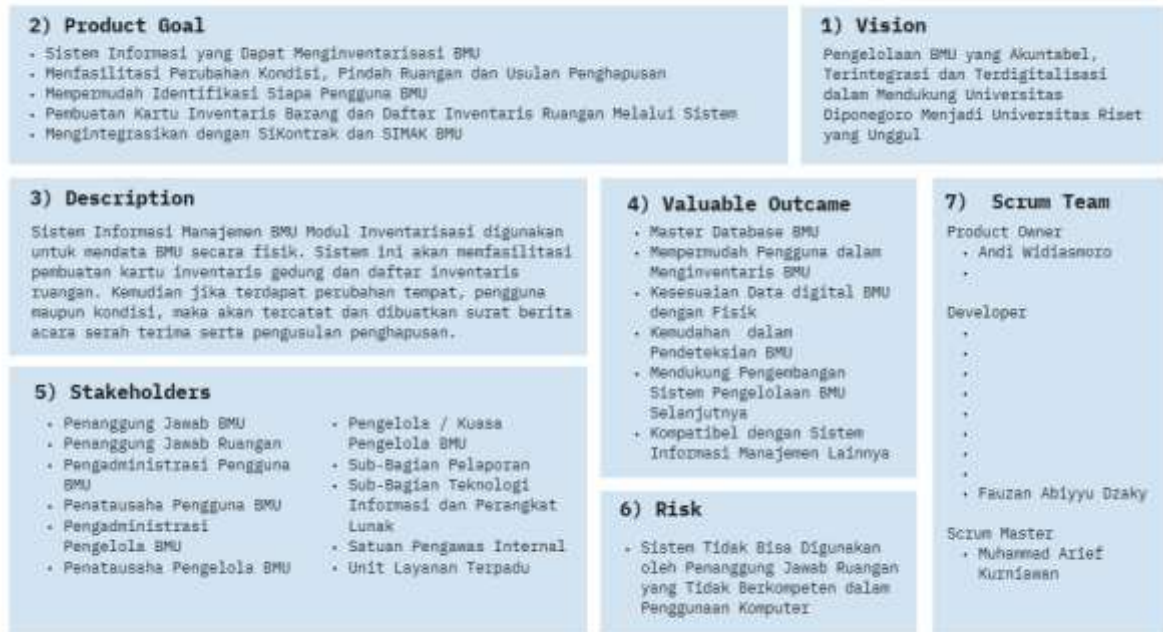 2) Product Goal
• Sistem Informasi yang Dapat Menginventarisasi BMU
• Menfasilitasi Perubahan Kondisi, Pindah Ruangan dan Usulan Penghapusan
• Mempermudah Identifikasi Siapa Pengguna BMU
• Pembuatan Kartu Inventaris Barang dan Daftar Inventaris Ruangan Melalui Sistem
• Mengintegrasikan dengan SiKontrak dan SIMAK BMU
1) Vision
Pengelolaan BMU yang Akuntabel,
Terintegrasi dan Terdigitalisasi
dalam Mendukung Universitas
Diponegoro Menjadi Universitas Riset
yang Unggul
3) Description
Sistem Informasi Manajemen BMU Modul Inventarisasi digunakan
untuk mendata BMU secara fisik. Sistem ini akan memfasilitasi
pembuatan kartu inventaris gedung dan daftar inventaris
ruangan. Kemudian jika terdapat perubahan tempat, pengguna
maupun kondisi, maka akan tercatat dan dibuatkan surat berita
acara serah terima serta pengusulan penghapusan.
4) Valuable Outcame
• Master Database BMU
• Mempermudah Pengguna dalam
Menginventaris BMU
• Kesesuaian Data digital BMU
dengan Fisik
• Kemudahan dalam
Pendeteksian BMU
• Mendukung Pengembangan
Sistem Pengelolaan BMU
Selanjutnya
• Kompatibel dengan Sistem
Informasi Manajemen Lainnya
5) Stakeholders
• Penanggung Jawab BMU
• Penanggung Jawab Ruangan
• Pengadministrasi Pengguna
BMU
• Penatausaha Pengguna BMU
• Pengadministrasi
Pengelola BMU
• Penatausaha Pengelola BMU
• Pengelola / Kuasa
Pengelola BMU
• Sub-Bagian Pelaporan
• Sub-Bagian Teknologi
Informasi dan Perangkat
Lunak
• Satuan Pengawas Internal
• Unit Layanan Terpadu
6) Risk
• Sistem Tidak Bisa Digunakan
oleh Penanggung Jawab Ruangan
yang Tidak Berkompeten dalam
Penggunaan Komputer
7) Scrum Team
Product Owner
• Andi Widiasmoro
•
Developer
•
•
•
•
•
•
•
•
• Fauzan Abiyyu Dzaky
Scrum Master
• Muhammad Arief
Kurniawan